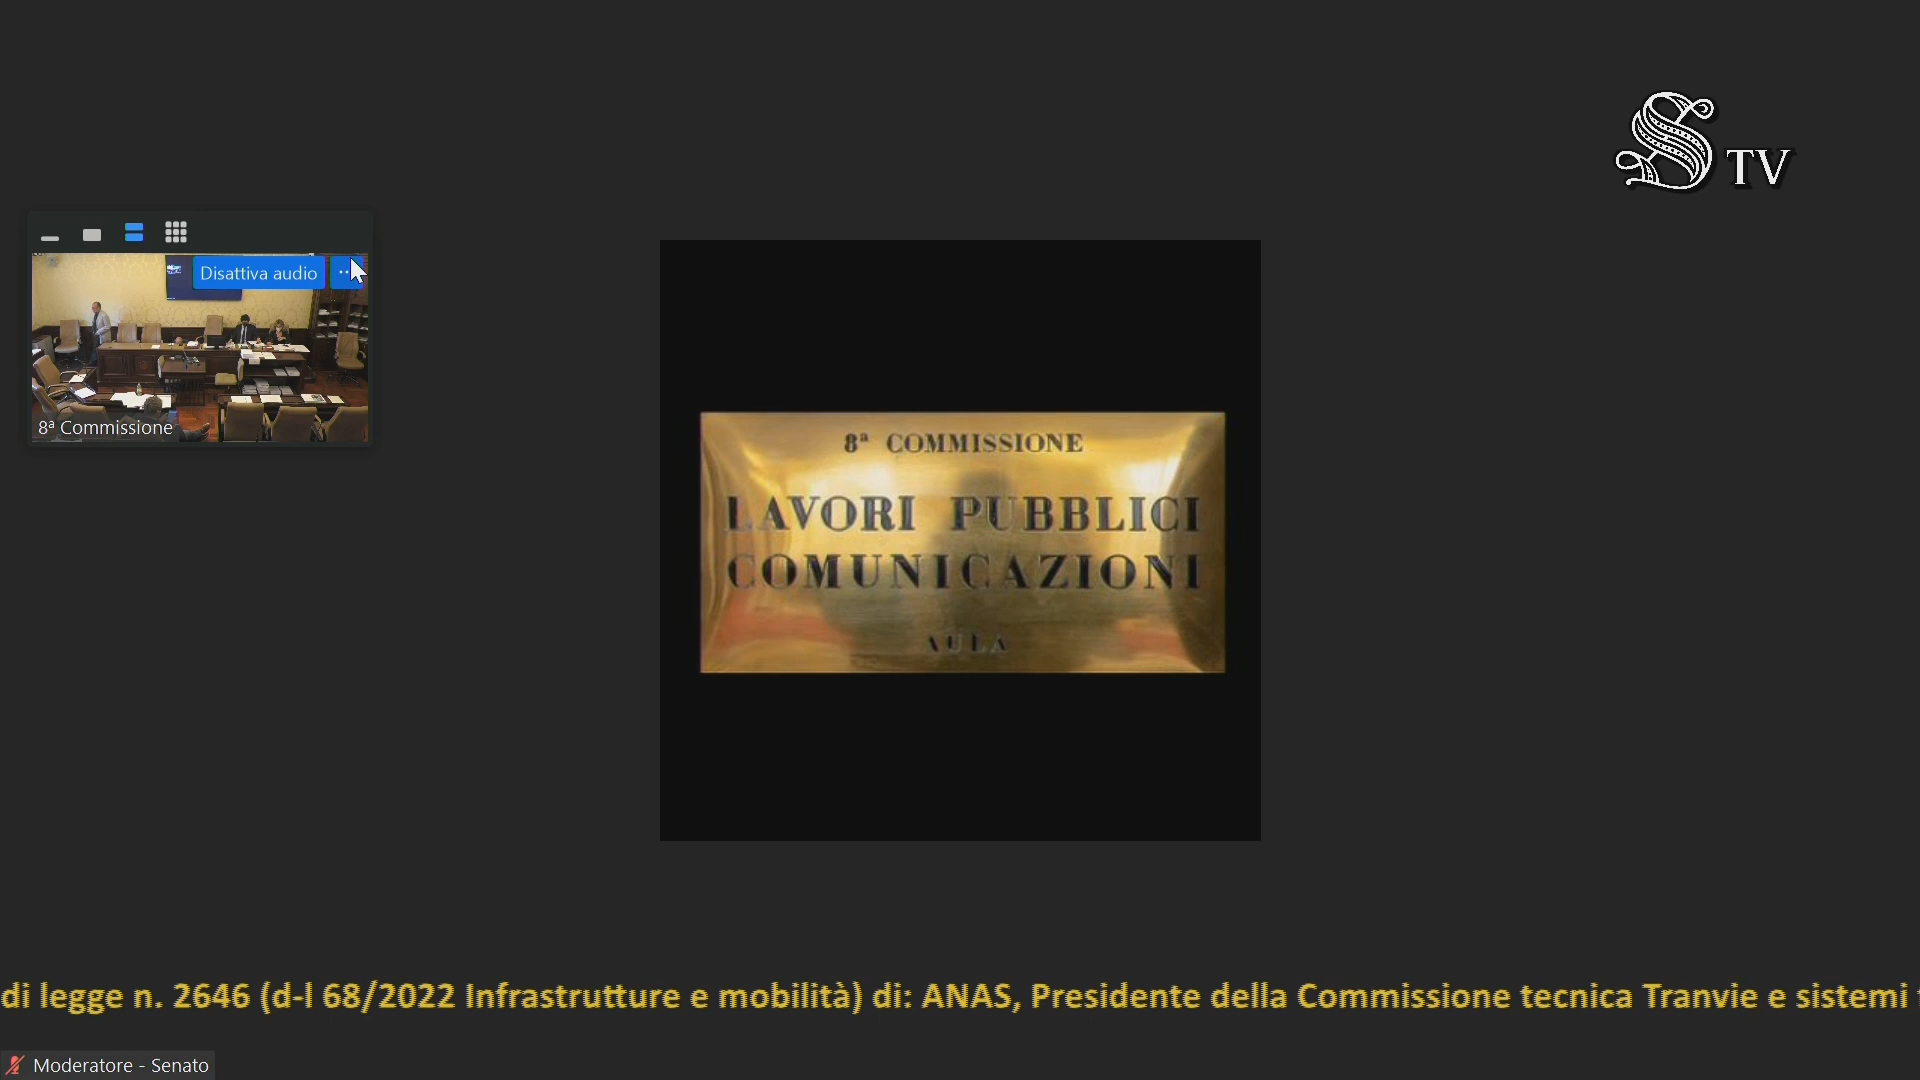 S TV
Disattiva audio
8ª Commissione
8ª COMMISSIONE
LAVORI PUBBLICI
COMUNICAZIONI
AULA
di legge n. 2646 (d-l 68/2022 Infrastrutture e mobilità) di: ANAS, Presidente della Commissione tecnica Tranvie e sistemi
Moderatore - Senato